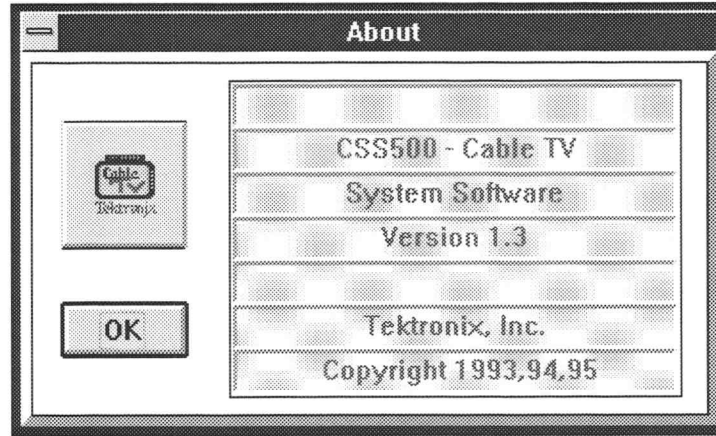 About
Cable
TV
Tektronix
OK
CSS500 - Cable TV
System Software
Version 1.3
Tektronix, Inc.
Copyright 1993,94,95